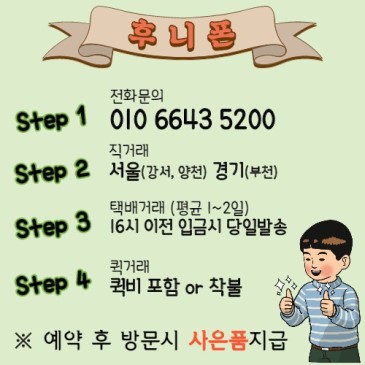 후니폰
Step 1
전화문의
010 6643 5200
Step 2
직거래
서울(강서, 양천) 경기(부천)
Step 3
택배거래 (평균 1~2일)
16시 이전 입금시 당일발송
Step 4
퀵거래
퀵비 포함 or 착불
※ 예약 후 방문시 사은품지급